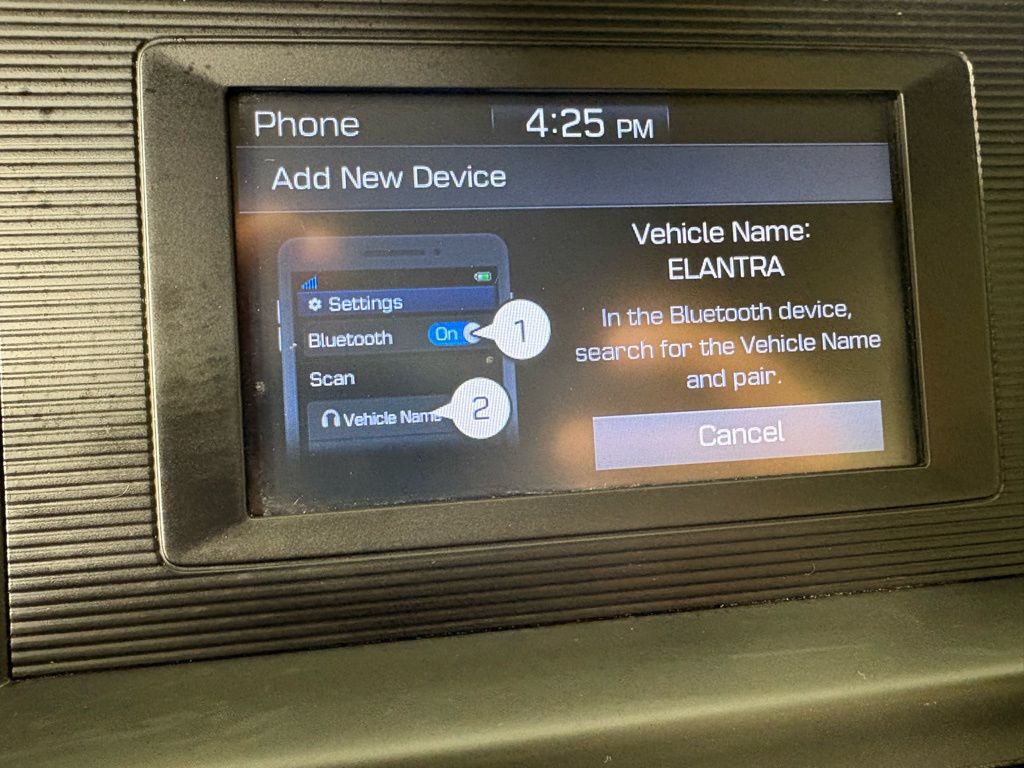 Phone
4:25 PM
Add New Device
Settings
Bluetooth On
1
Scan
Vehicle Name
2
Vehicle Name:
ELANTRA
In the Bluetooth device,
search for the Vehicle Name
and pair.
Cancel